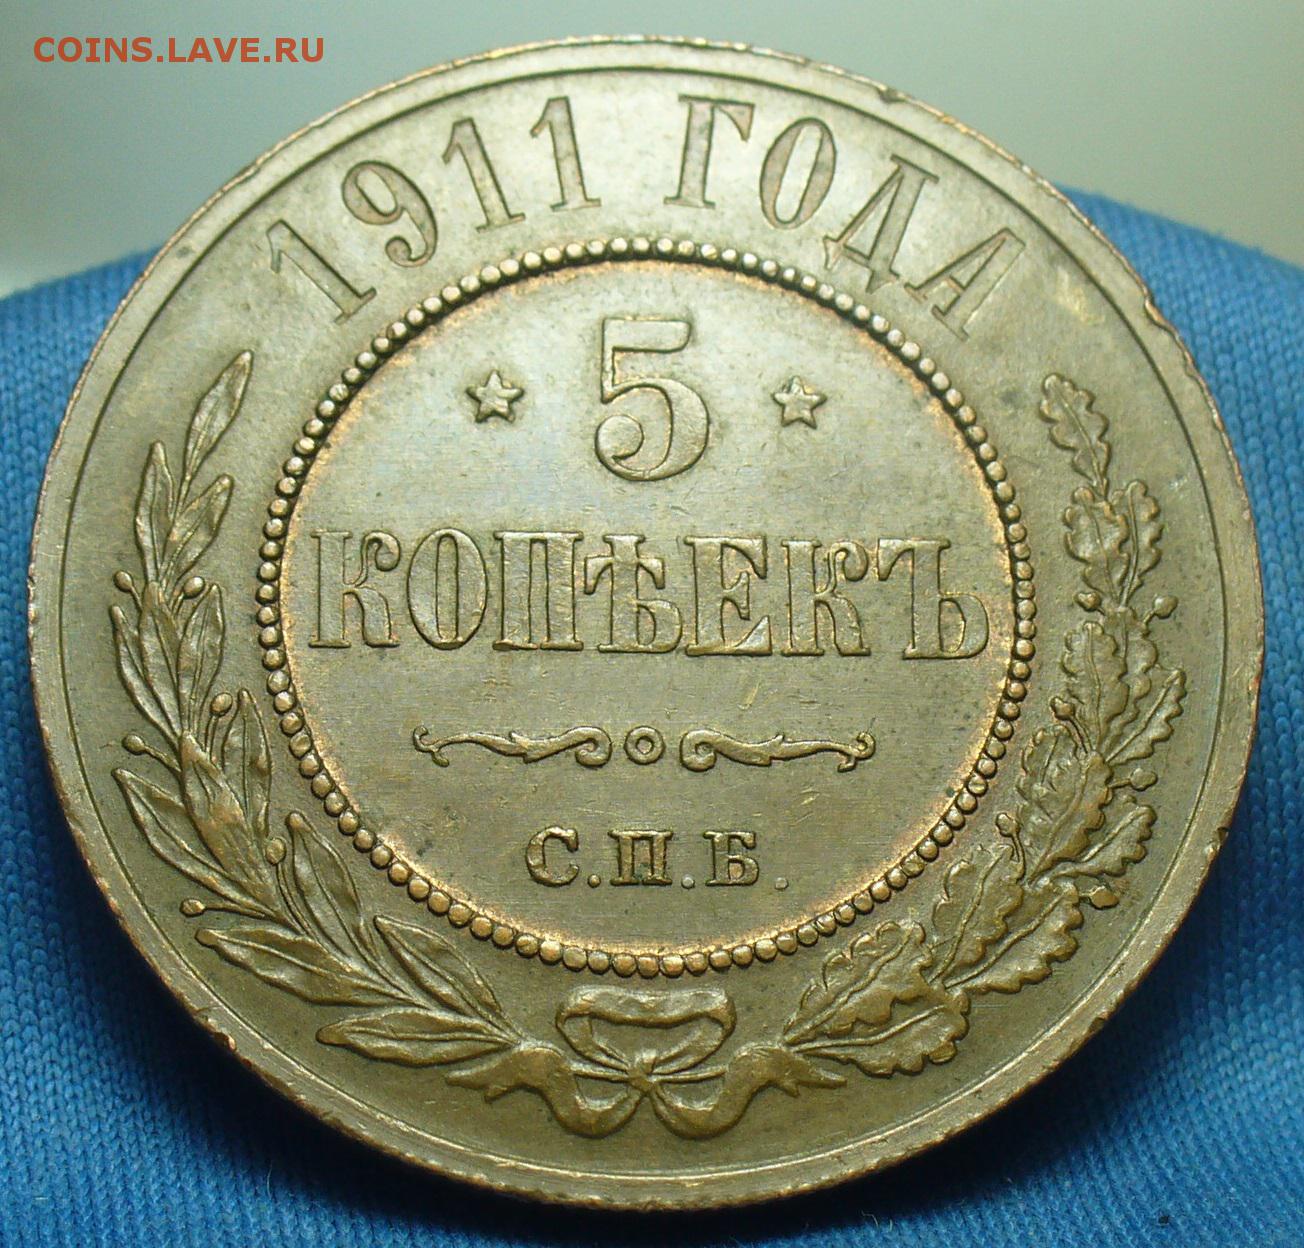 COINS.LAVE.RU
1911 ГОДА
5
КОПѢЕКЪ
С.П.Б.